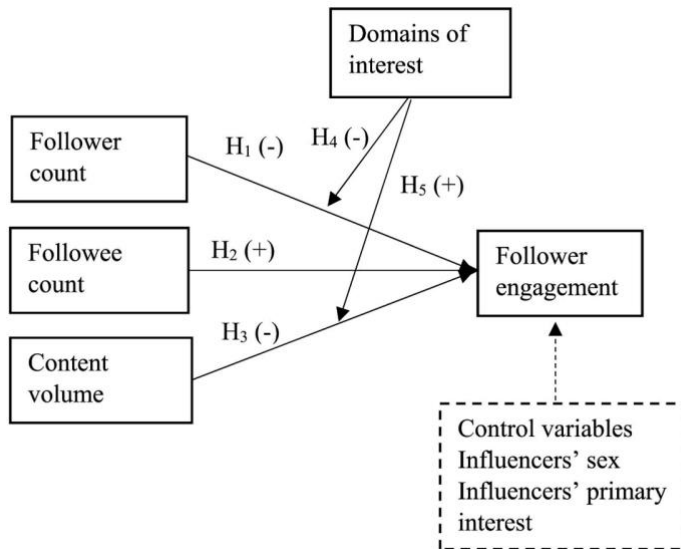 Domains of
interest
Follower
count
H₁ (-)
H₄ (-)
H₅ (+)
Followee
count
H₂ (+)
Follower
engagement
Content
volume
H₃ (-)
Control variables
Influencers’ sex
Influencers’ primary
interest